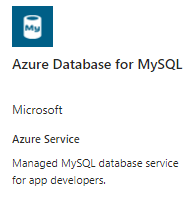 My
Azure Database for MySQL
Microsoft
Azure Service
Managed MySQL database service
for app developers.